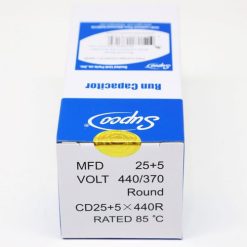 Run Capacitor
Supco
MFD 25+5
VOLT 440/370
Round
CD25+5×440R
RATED 85 ℃